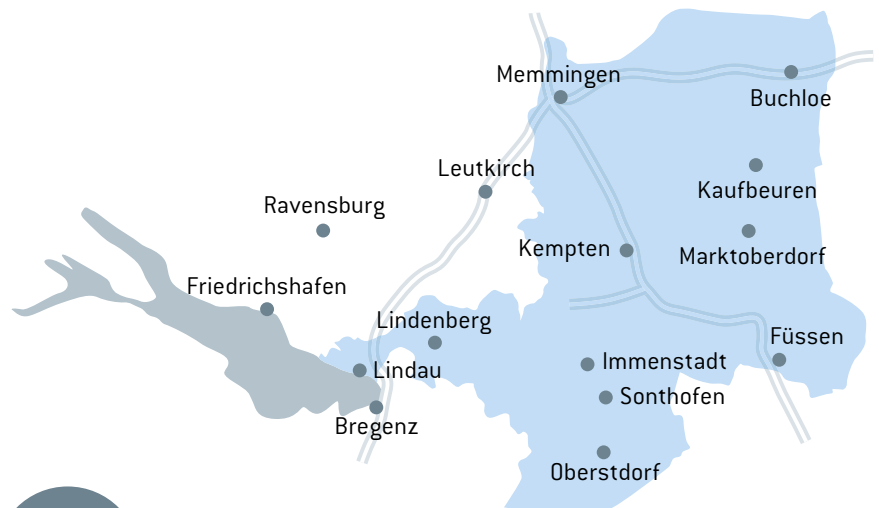 Memmingen
Buchloe
Leutkirch
Kaufbeuren
Ravensburg
Kempten
Marktoberdorf
Friedrichshafen
Lindenberg
Füssen
Immenstadt
Lindau
Sonthofen
Bregenz
Oberstdorf